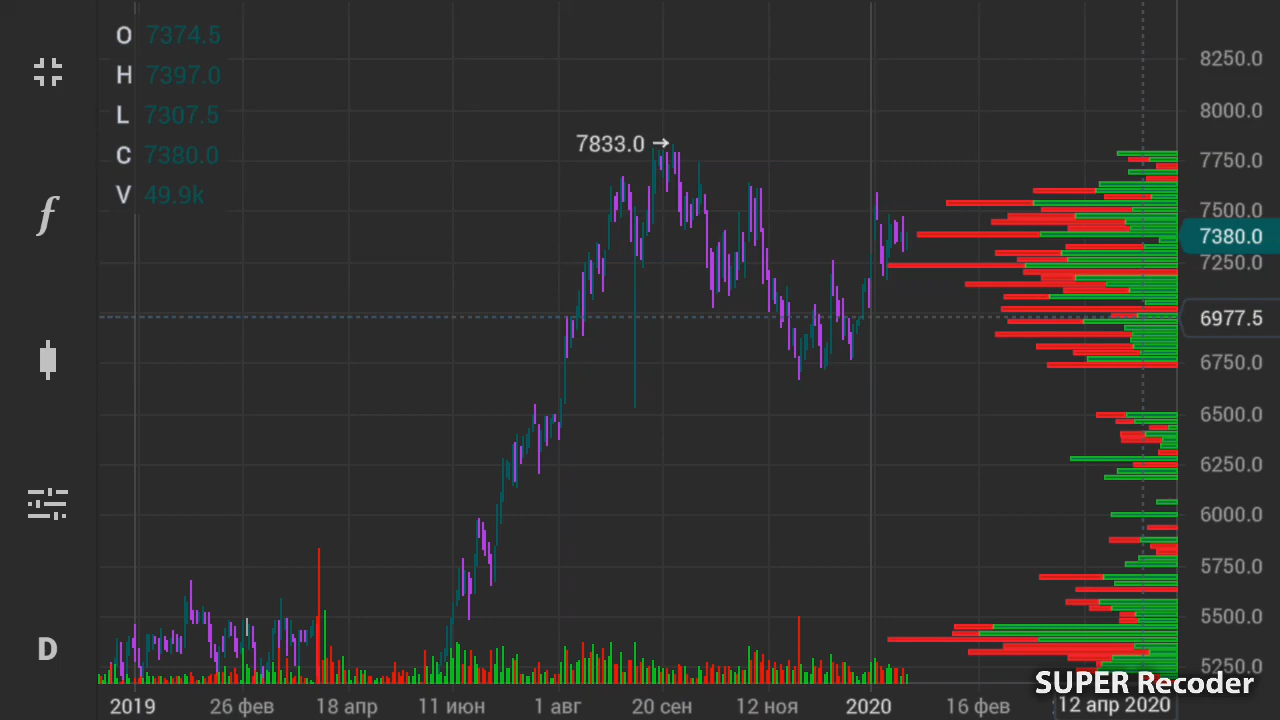 O 7374.5
H 7397.0
L 7307.5
C 7380.0
V 49.9k
f
D
7833.0 →
8250.0
8000.0
7750.0
7500.0
7380.0
7250.0
6977.5
6750.0
6500.0
6250.0
6000.0
5750.0
5500.0
5250.0
SUPER Recoder
2019 26 фев 18 апр 11 июн 1 авг 20 сен 12 ноя 2020 16 фев 12 апр 2020